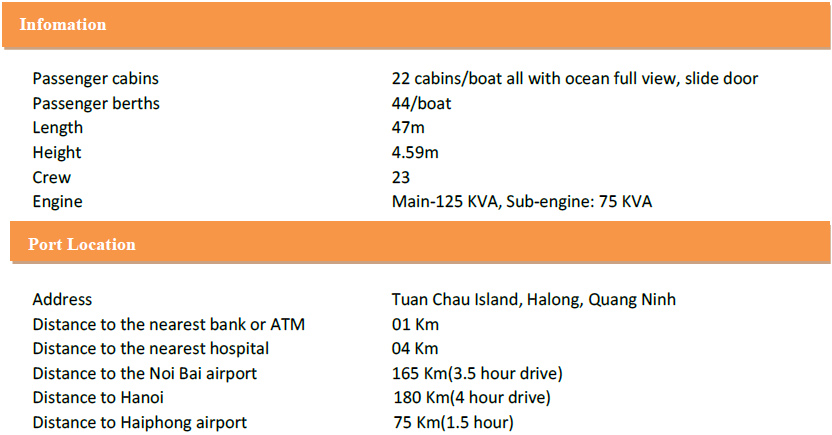 Infomation
Passenger cabins 22 cabins/boat all with ocean full view, slide door
Passenger berths 44/boat
Length 47m
Height 4.59m
Crew 23
Engine Main-125 KVA, Sub-engine: 75 KVA
Port Location
Address Tuan Chau Island, Halong, Quang Ninh
Distance to the nearest bank or ATM 01 Km
Distance to the nearest hospital 04 Km
Distance to the Noi Bai airport 165 Km(3.5 hour drive)
Distance to Hanoi 180 Km(4 hour drive)
Distance to Haiphong airport 75 Km(1.5 hour)